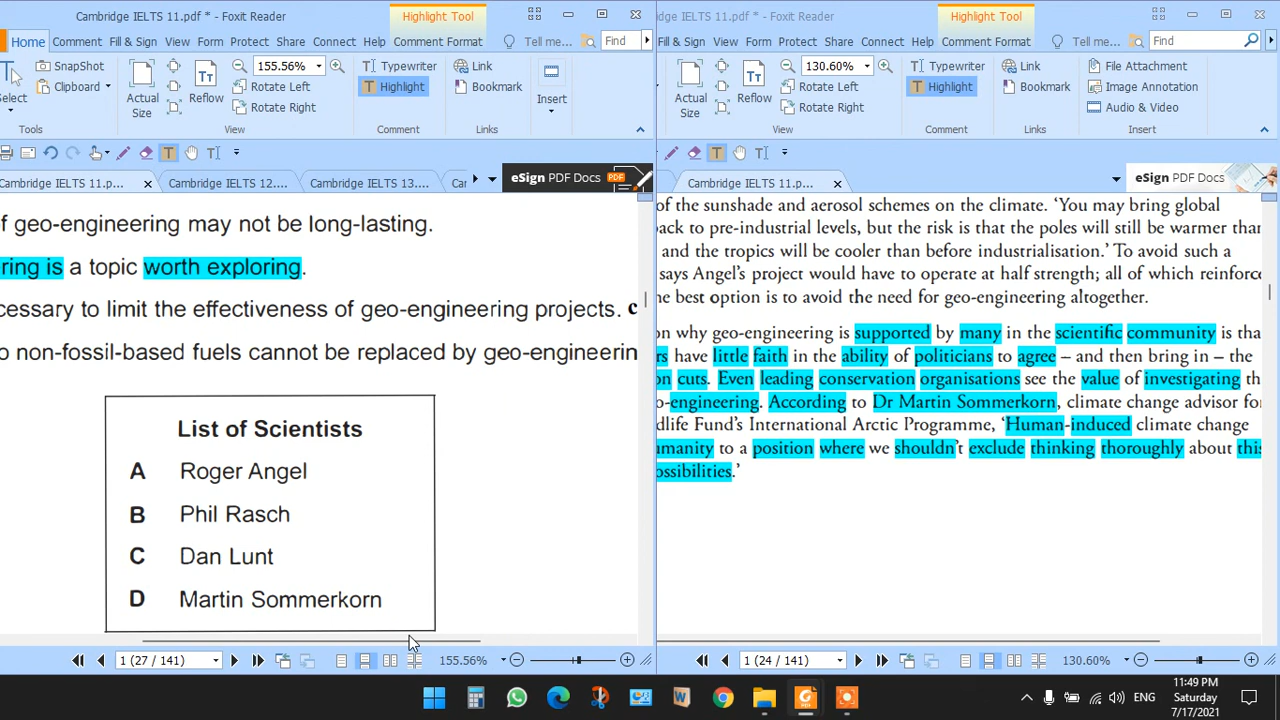 Cambridge IELTS 11.pdf * - Foxit Reader
Highlight Tool
Home Comment Fill & Sign View Form Protect Share Connect Help Comment Format Tell me... Find
Select
SnapShot
Clipboard
Tools
Actual Size
Reflow
155.56%
Rotate Left
Rotate Right
View
Typewriter
Highlight
Comment
Link
Bookmark
Links
Insert
Cambridge IELTS 11.p... Cambridge IELTS 12.... Cambridge IELTS 13.... Ca
eSign PDF Docs
of geo-engineering may not be long-lasting.
ring is a topic worth exploring.
cessary to limit the effectiveness of geo-engineering projects. c
o non-fossil-based fuels cannot be replaced by geo-engineerin
List of Scientists
A Roger Angel
B Phil Rasch
C Dan Lunt
D Martin Sommerkorn
1 (27 / 141)
155.56%
mbridge IELTS 11.pdf * - Foxit Reader
Highlight Tool
Fill & Sign View Form Protect Share Connect Help Comment Format Tell me... Find
Actual Size
Reflow
130.60%
Rotate Left
Rotate Right
View
Typewriter
Highlight
Comment
Link
Bookmark
Links
File Attachment
Image Annotation
Audio & Video
Insert
Cambridge IELTS 11.p...
eSign PDF Docs
of the sunshade and aerosol schemes on the climate. ‘You may bring global
back to pre-industrial levels, but the risk is that the poles will still be warmer than
and the tropics will be cooler than before industrialisation.’ To avoid such a
says Angel’s project would have to operate at half strength; all of which reinforce
he best option is to avoid the need for geo-engineering altogether.
on why geo-engineering is supported by many in the scientific community is tha
rs have little faith in the ability of politicians to agree – and then bring in – the
on cuts. Even leading conservation organisations see the value of investigating th
o-engineering. According to Dr Martin Sommerkorn, climate change advisor for
dlife Fund’s International Arctic Programme, ‘Human-induced climate change
umanity to a position where we shouldn’t exclude thinking thoroughly about this
ossibilities.’
1 (24 / 141)
130.60%
ENG
11:49 PM
Saturday
7/17/2021